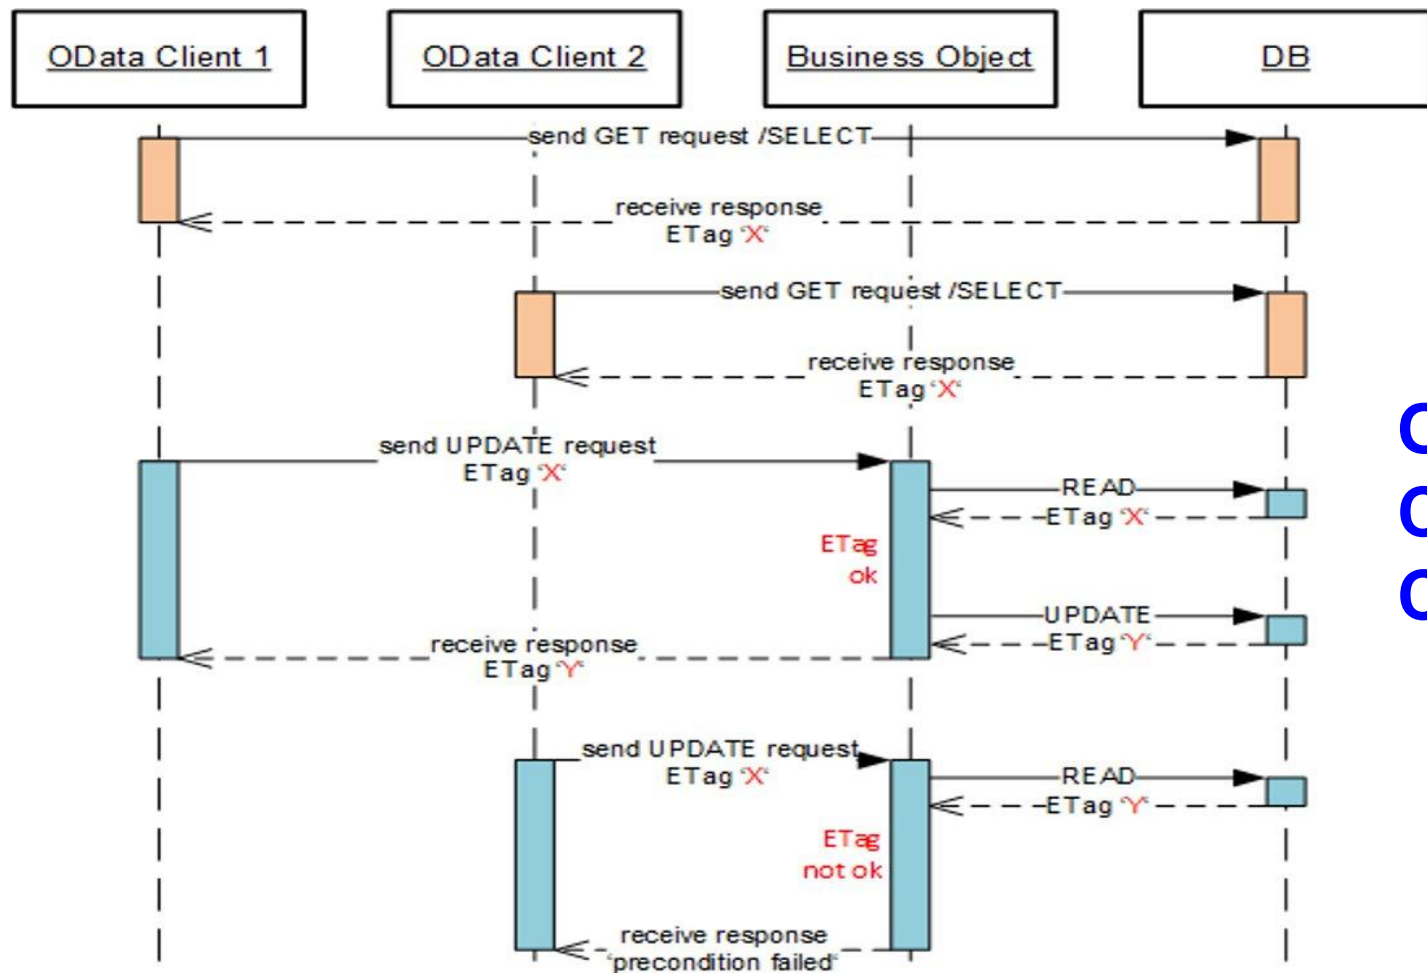 OData Client 1
OData Client 2
Business Object
DB
send GET request /SELECT
receive response
ETag ‘X‘
send GET request /SELECT
receive response
ETag ‘X‘
send UPDATE request
ETag ‘X‘
READ
ETag ‘X‘
ETag
ok
UPDATE
ETag ‘Y‘
receive response
ETag ‘Y‘
send UPDATE request
ETag ‘X‘
READ
ETag ‘Y‘
ETag
not ok
receive response
‘precondition failed‘